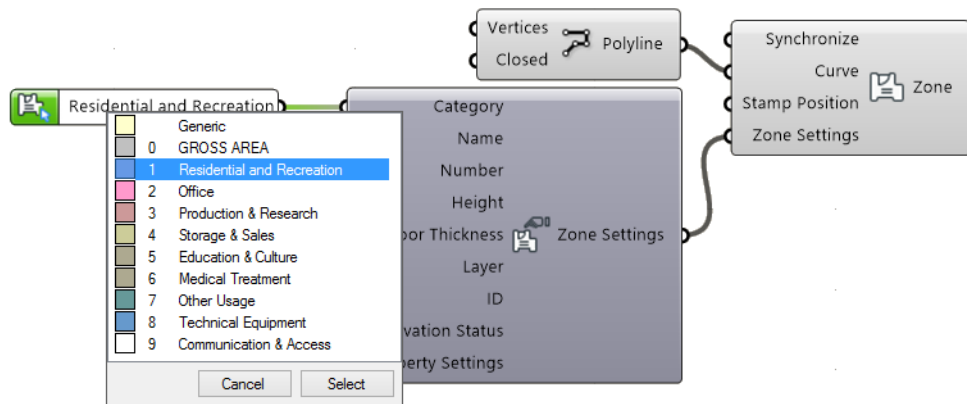 Vertices
Closed
Polyline
Synchronize
Curve
Stamp Position
Zone Settings
Zone
Residential and Recreation
Category
Name
Number
Height
oor Thickness
Layer
ID
vation Status
perty Settings
Zone Settings
Generic
0 GROSS AREA
1 Residential and Recreation
2 Office
3 Production & Research
4 Storage & Sales
5 Education & Culture
6 Medical Treatment
7 Other Usage
8 Technical Equipment
9 Communication & Access
Cancel Select